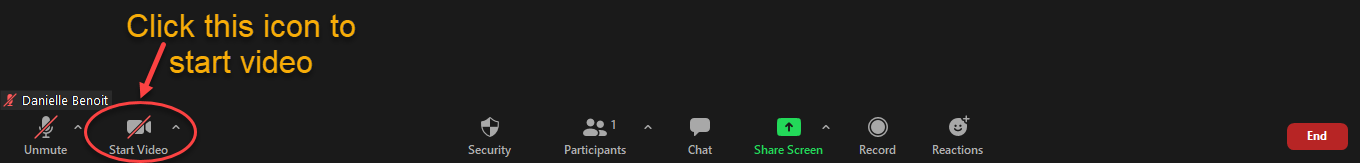 Click this icon to
start video
Danielle Benoit
Unmute
Start Video
Security
Participants
1
Chat
Share Screen
Record
Reactions
End